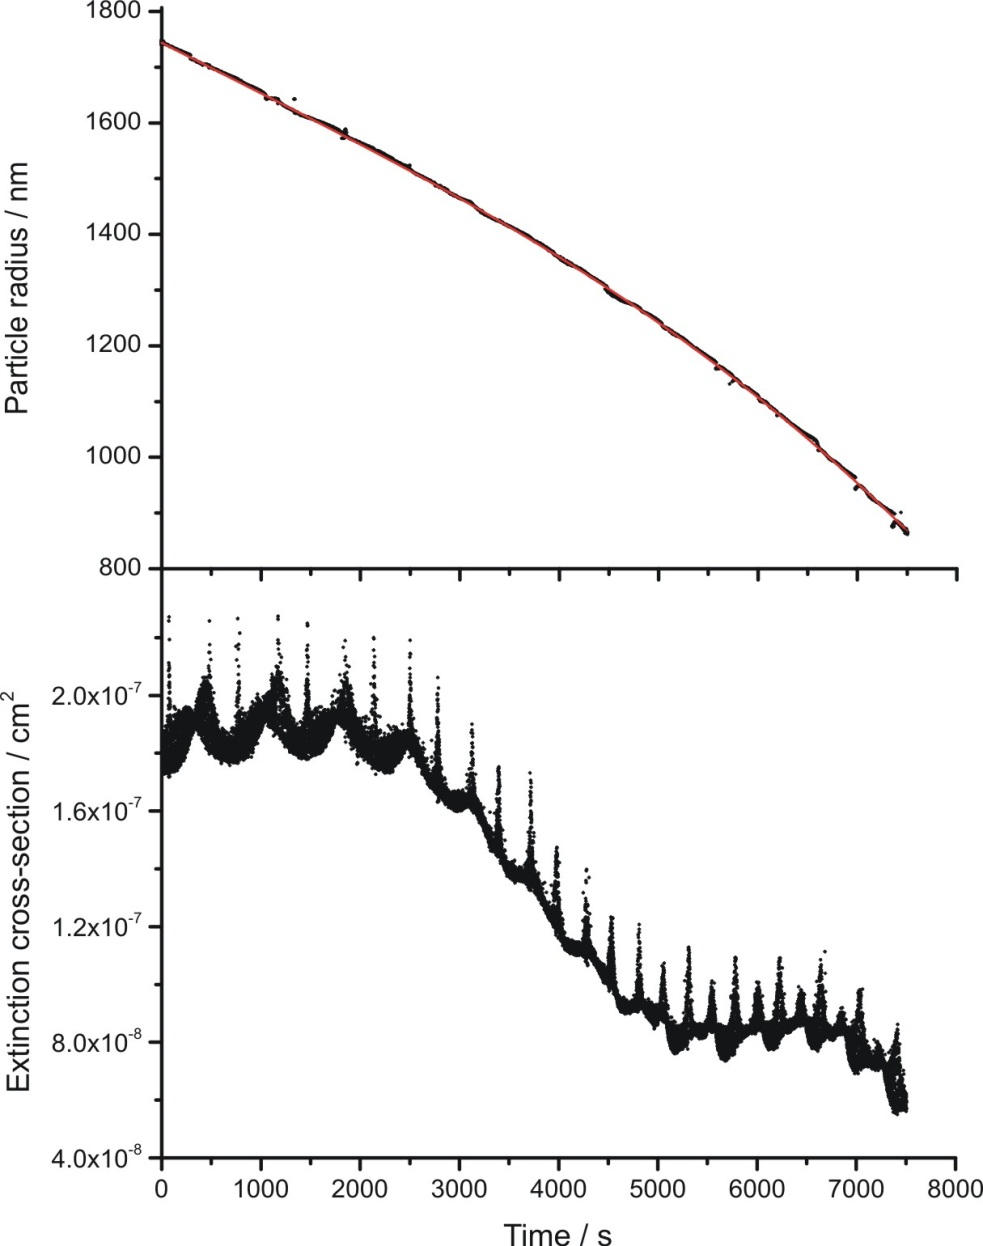 1800
1600
1400
1200
1000
800
Particle radius / nm
2.0x10⁻⁷
1.6x10⁻⁷
1.2x10⁻⁷
8.0x10⁻⁸
4.0x10⁻⁸
Extinction cross-section / cm²
0 1000 2000 3000 4000 5000 6000 7000 8000
Time / s